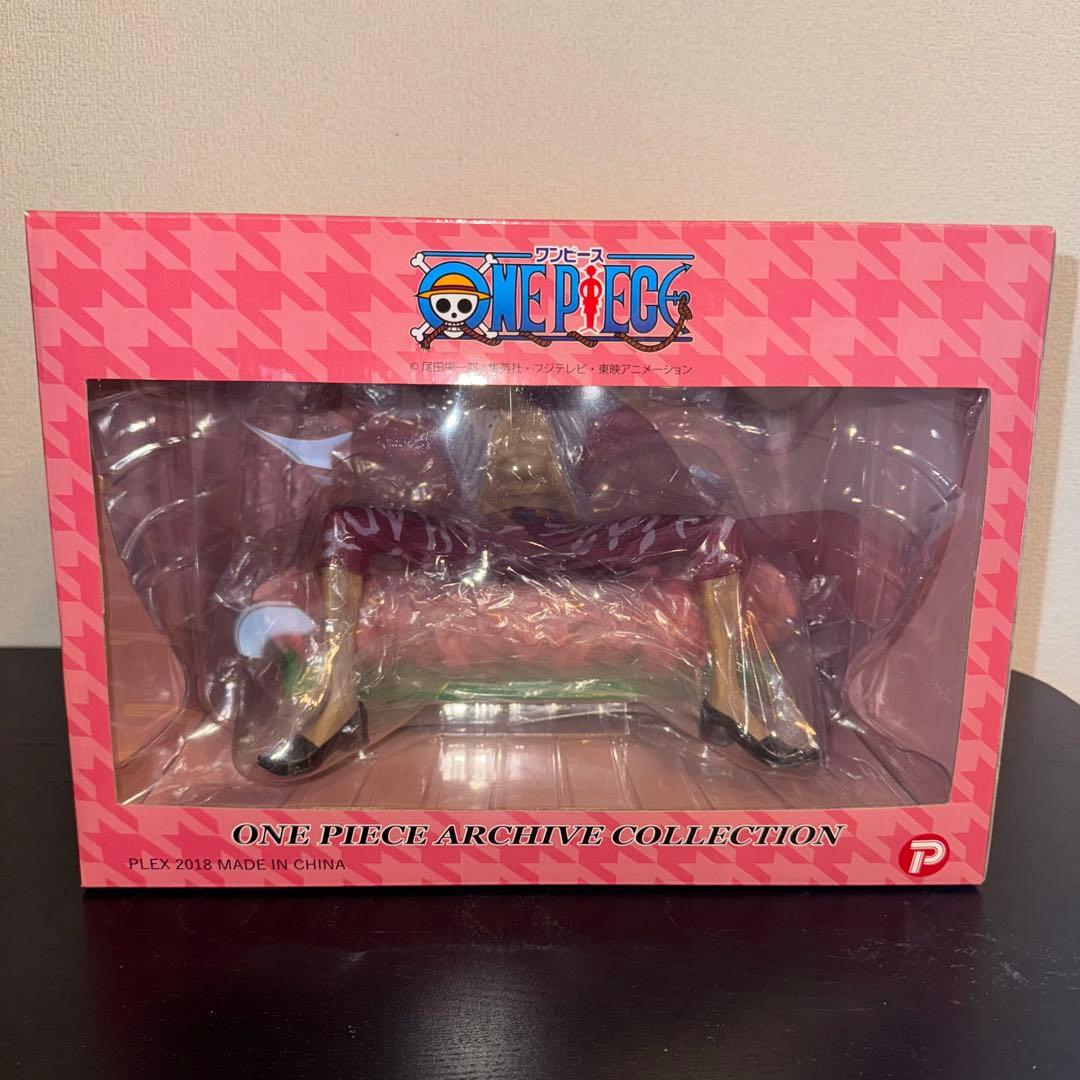 ワンピース
ONE PIECE
© 尾田栄一郎 / 集英社・フジテレビ・東映アニメーション
ONE PIECE ARCHIVE COLLECTION
PLEX 2018 MADE IN CHINA
P